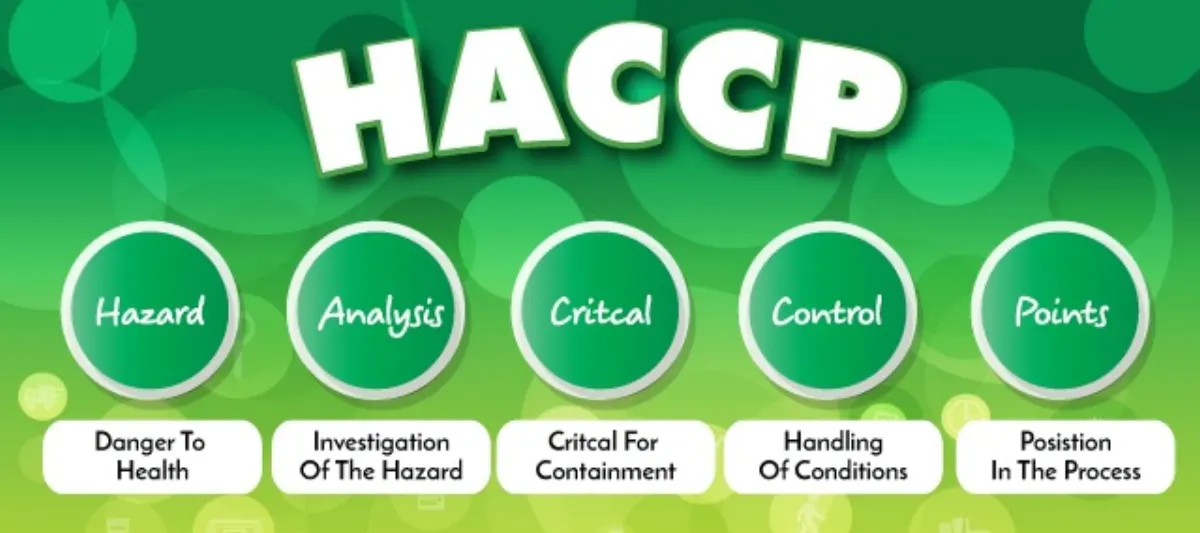 HACCP
Hazard
Analysis
Critcal
Control
Points
Danger To
Health
Investigation
Of The Hazard
Critcal For
Containment
Handling
Of Conditions
Posistion
In The Process